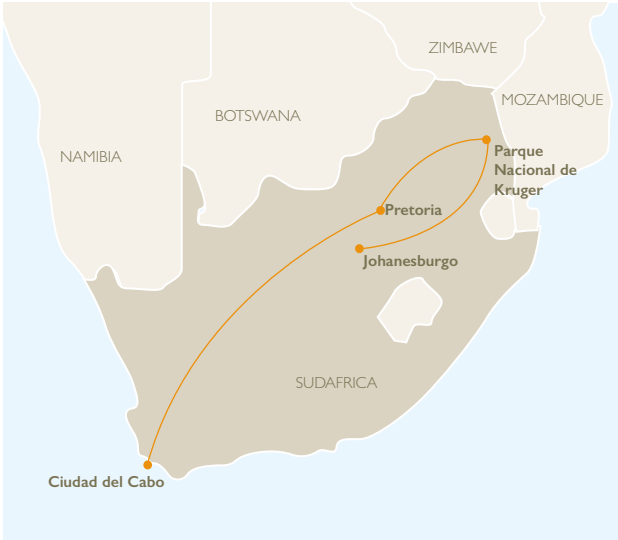 ZIMBAWE
MOZAMBIQUE
BOTSWANA
NAMIBIA
Parque
Nacional de
Kruger
Pretoria
Johanesburgo
SUDAFRICA
Ciudad del Cabo